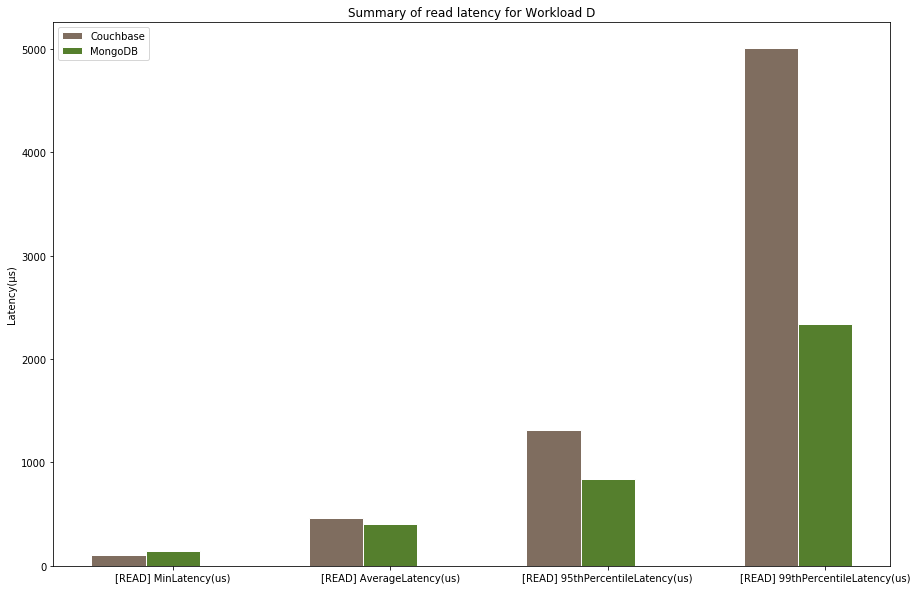 Summary of read latency for Workload D
Couchbase
MongoDB
5000
4000
3000
2000
1000
0
Latency(µs)
[READ] MinLatency(us)
[READ] AverageLatency(us)
[READ] 95thPercentileLatency(us)
[READ] 99thPercentileLatency(us)